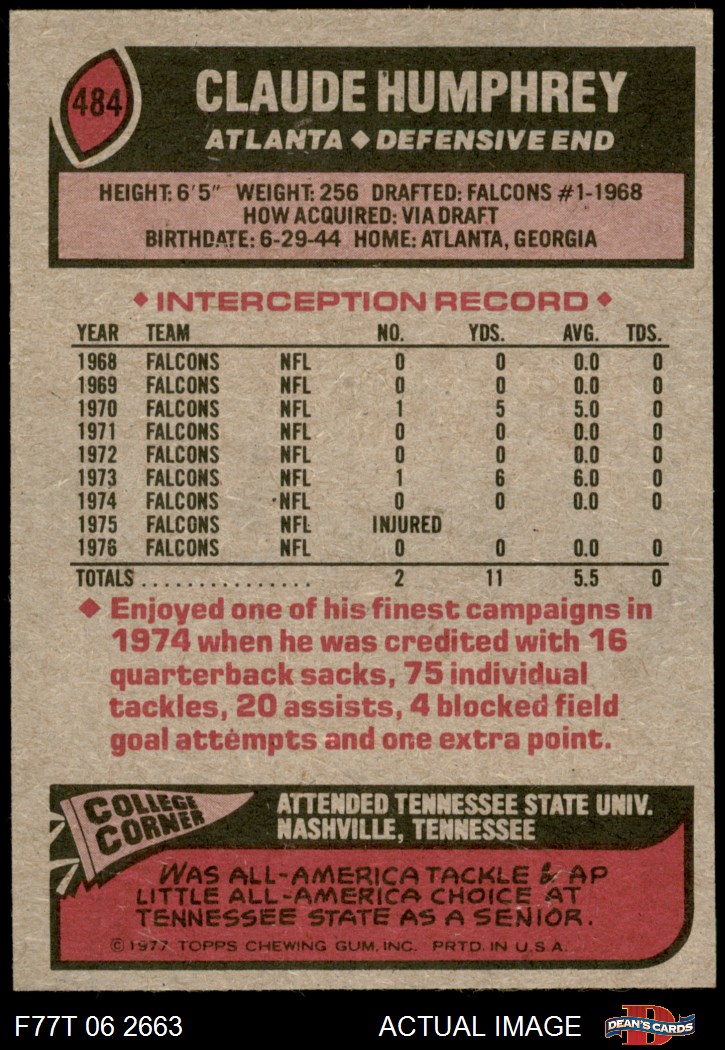 484
CLAUDE HUMPHREY
ATLANTA ◆ DEFENSIVE END
HEIGHT: 6'5" WEIGHT: 256 DRAFTED: FALCONS #1-1968
HOW ACQUIRED: VIA DRAFT
BIRTHDATE: 6-29-44 HOME: ATLANTA, GEORGIA
◆ INTERCEPTION RECORD ◆
YEAR TEAM NO. YDS. AVG. TDS.
1968 FALCONS NFL 0 0 0.0 0
1969 FALCONS NFL 0 0 0.0 0
1970 FALCONS NFL 1 5 5.0 0
1971 FALCONS NFL 0 0 0.0 0
1972 FALCONS NFL 0 0 0.0 0
1973 FALCONS NFL 1 6 6.0 0
1974 FALCONS NFL 0 0 0.0 0
1975 FALCONS NFL INJURED
1976 FALCONS NFL 0 0 0.0 0
TOTALS . . . . . . . . . . . . . . . 2 11 5.5 0
◆ Enjoyed one of his finest campaigns in
1974 when he was credited with 16
quarterback sacks, 75 individual
tackles, 20 assists, 4 blocked field
goal attempts and one extra point.
COLLEGE
CORNER
ATTENDED TENNESSEE STATE UNIV.
NASHVILLE, TENNESSEE
WAS ALL-AMERICA TACKLE & AP
LITTLE ALL-AMERICA CHOICE AT
TENNESSEE STATE AS A SENIOR.
© 1977 TOPPS CHEWING GUM, INC. PRTD. IN U.S.A.
F77T 06 2663 ACTUAL IMAGE
D
DEAN'S CARDS